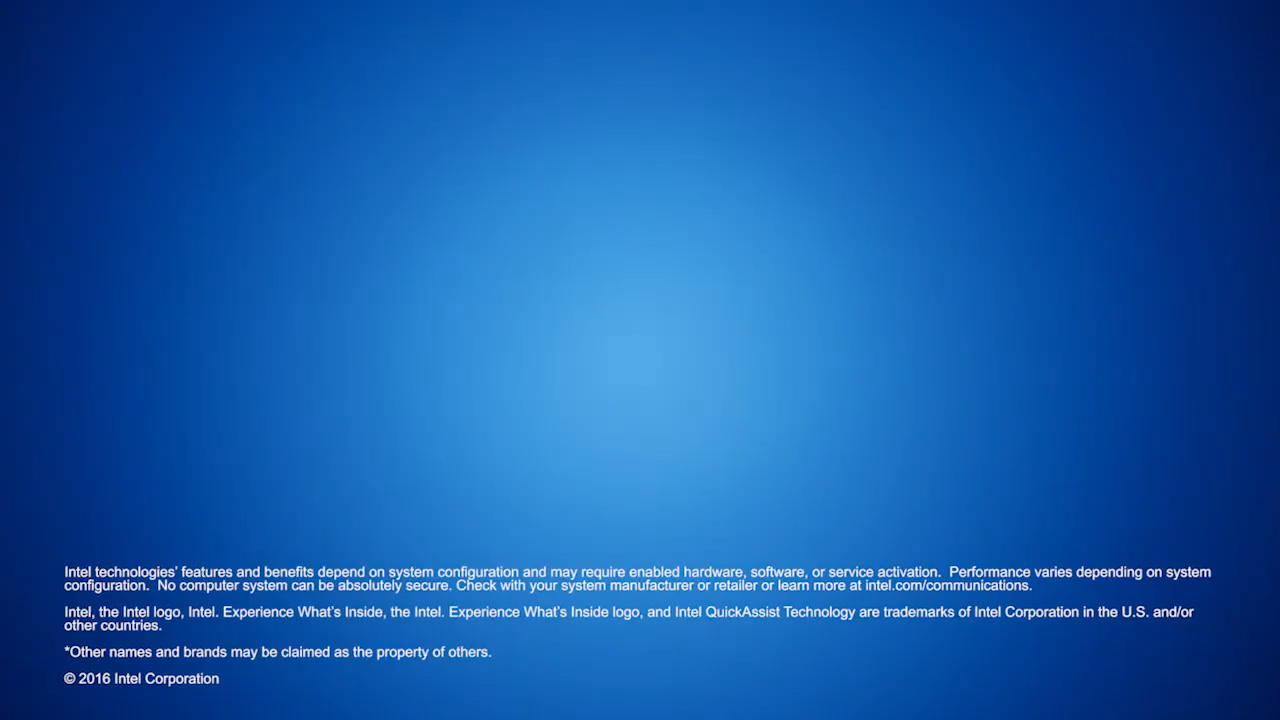 Intel technologies’ features and benefits depend on system configuration and may require enabled hardware, software, or service activation.  Performance varies depending on system
configuration.  No computer system can be absolutely secure. Check with your system manufacturer or retailer or learn more at intel.com/communications.
Intel, the Intel logo, Intel. Experience What’s Inside, the Intel. Experience What’s Inside logo, and Intel QuickAssist Technology are trademarks of Intel Corporation in the U.S. and/or
other countries.
*Other names and brands may be claimed as the property of others.
© 2016 Intel Corporation